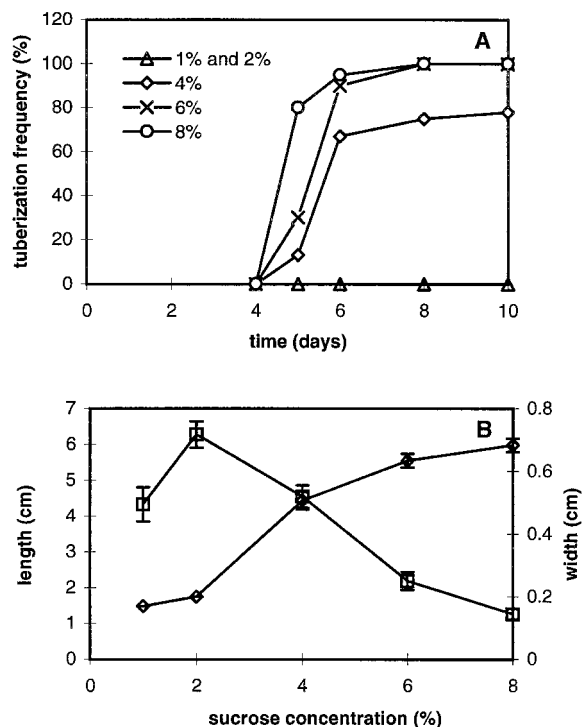 A
tuberization frequency (%)
120
100
80
60
40
20
0
1% and 2%
4%
6%
8%
0 2 4 6 8 10
time (days)
B
length (cm)
7
6
5
4
3
2
1
0
width (cm)
0.8
0.6
0.4
0.2
0
0 2 4 6 8
sucrose concentration (%)